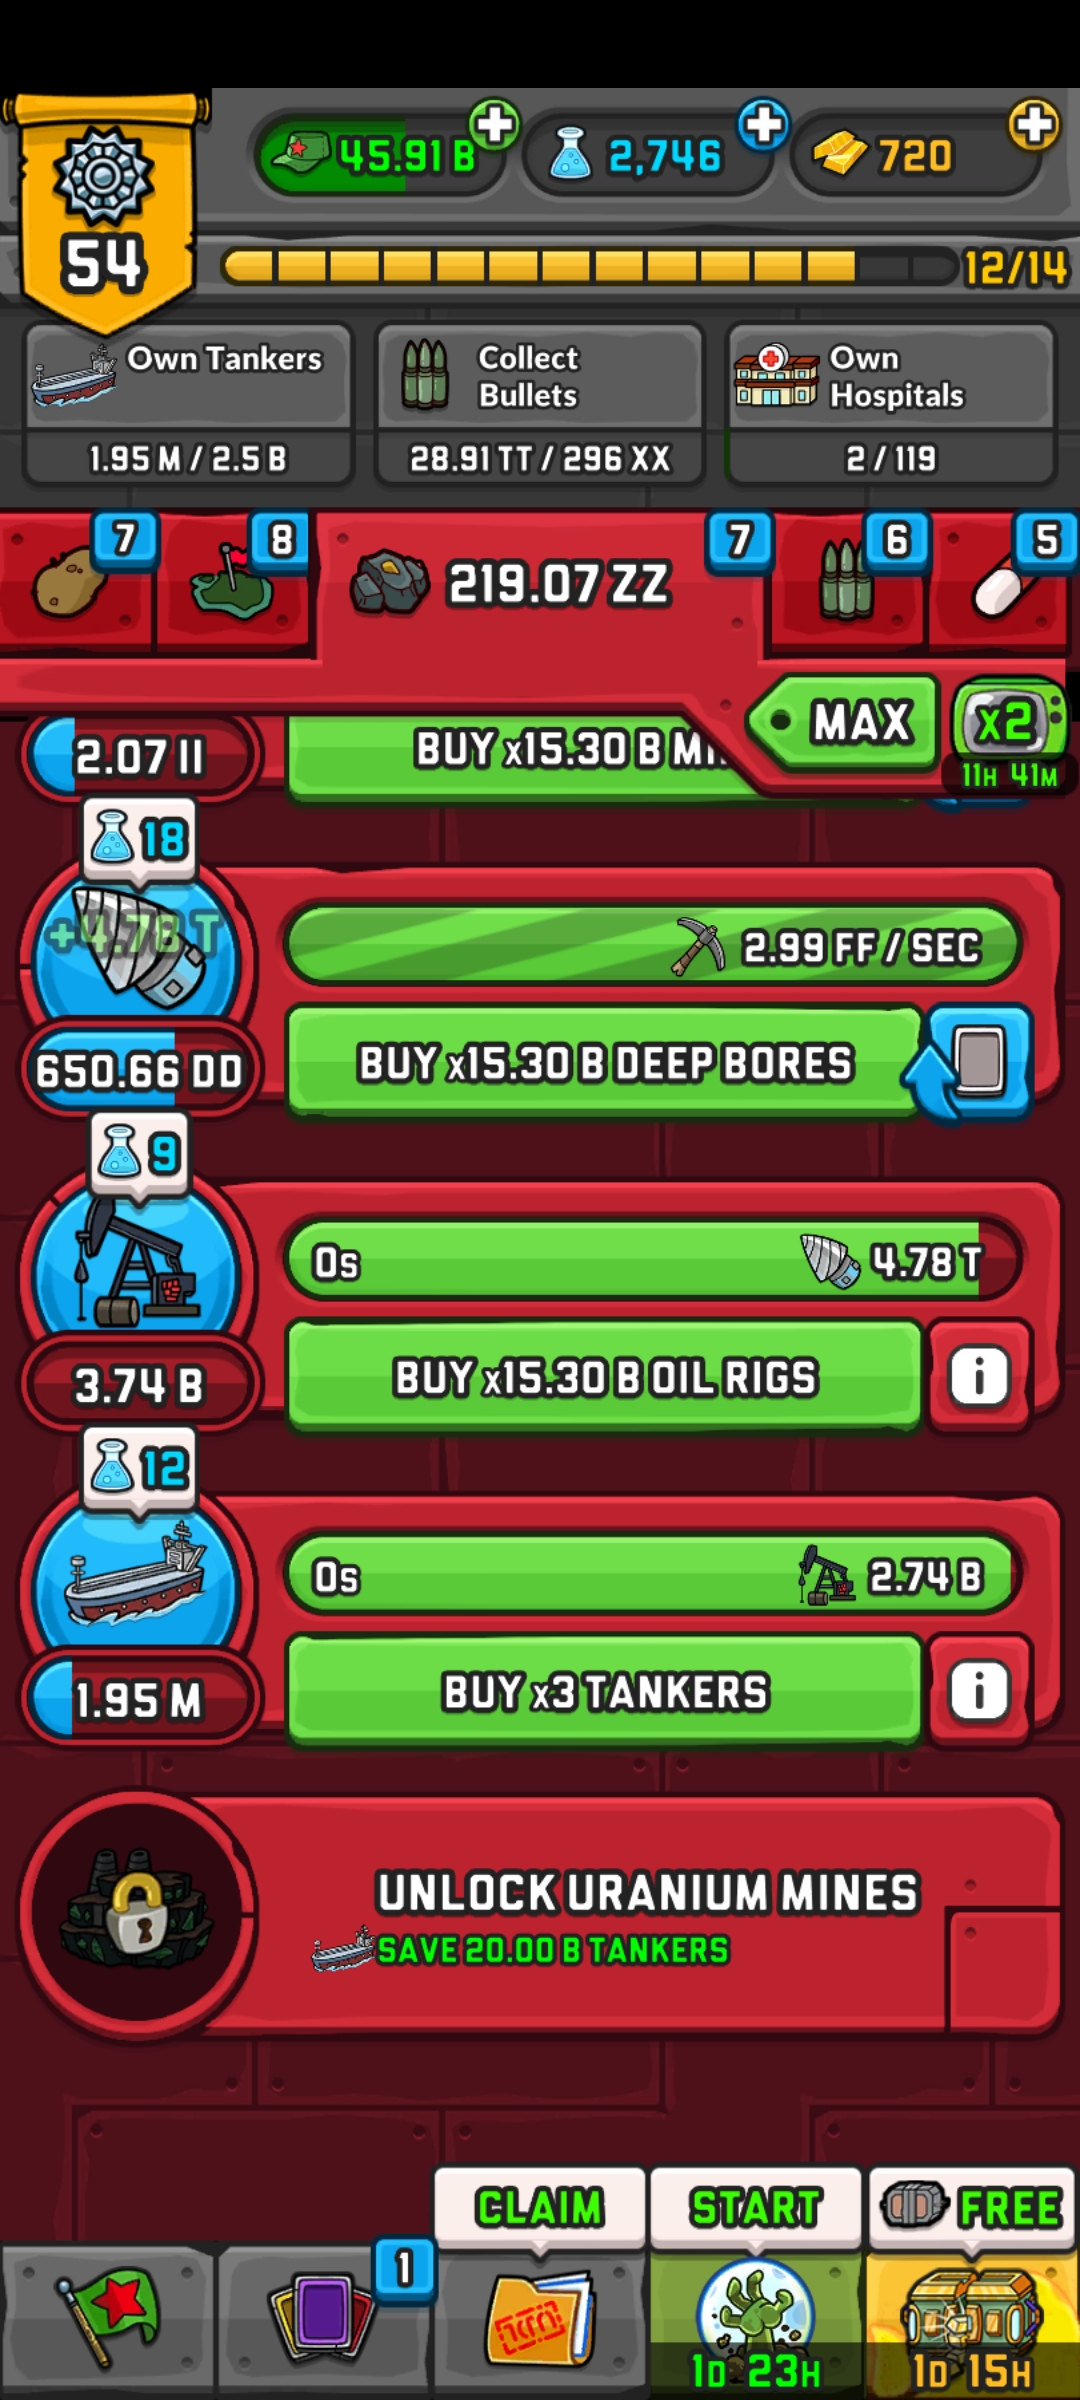 54
45.91 B
2,746
720
12/14
Own Tankers
1.95 M / 2.5 B
Collect
Bullets
28.91 TT / 296 XX
Own
Hospitals
2 / 119
7
8
219.07 ZZ
7
6
5
MAX
x2
11H 41M
2.07 II
BUY x15.30 B
18
+4.78 T
2.99 FF / SEC
650.66 DD
BUY x15.30 B DEEP BORES
9
0s
4.78 T
3.74 B
BUY x15.30 B OIL RIGS
i
12
0s
2.74 B
1.95 M
BUY x3 TANKERS
i
UNLOCK URANIUM MINES
SAVE 20.00 B TANKERS
CLAIM
START
FREE
1
1D 23H
1D 15H